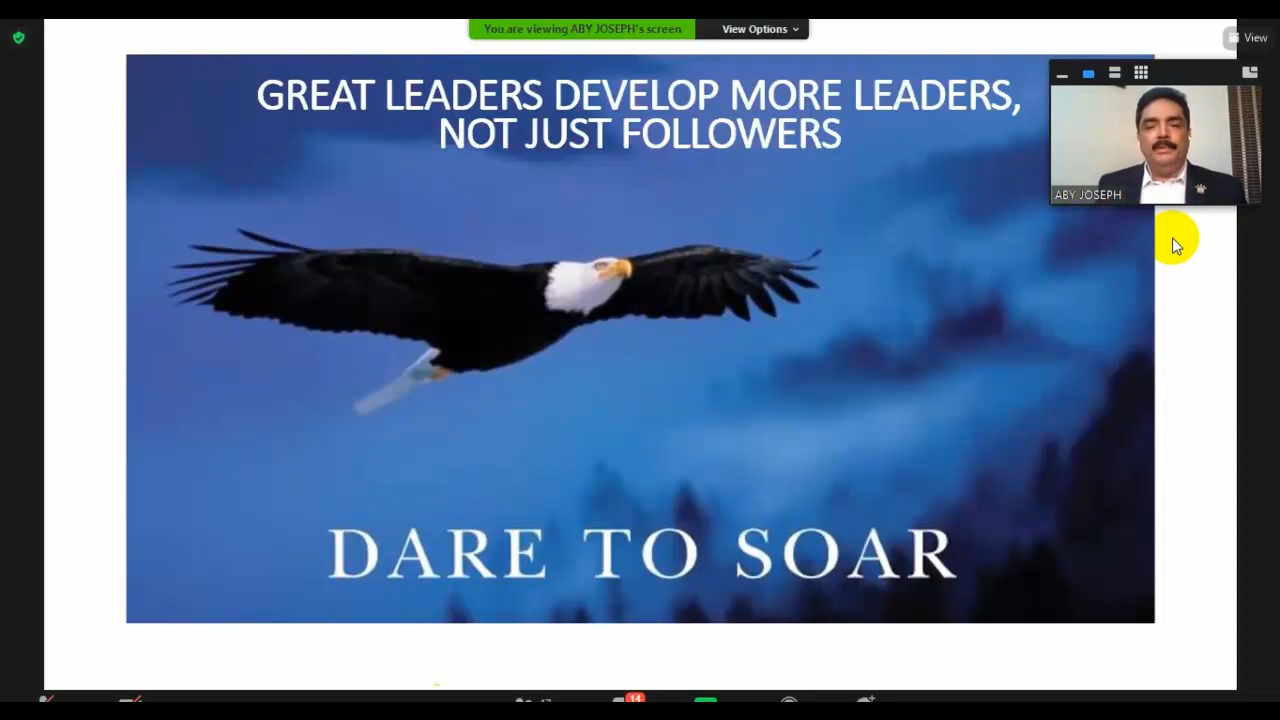 You are viewing ABY JOSEPH's screen
View Options
View
GREAT LEADERS DEVELOP MORE LEADERS,
NOT JUST FOLLOWERS
ABY JOSEPH
DARE TO SOAR
14